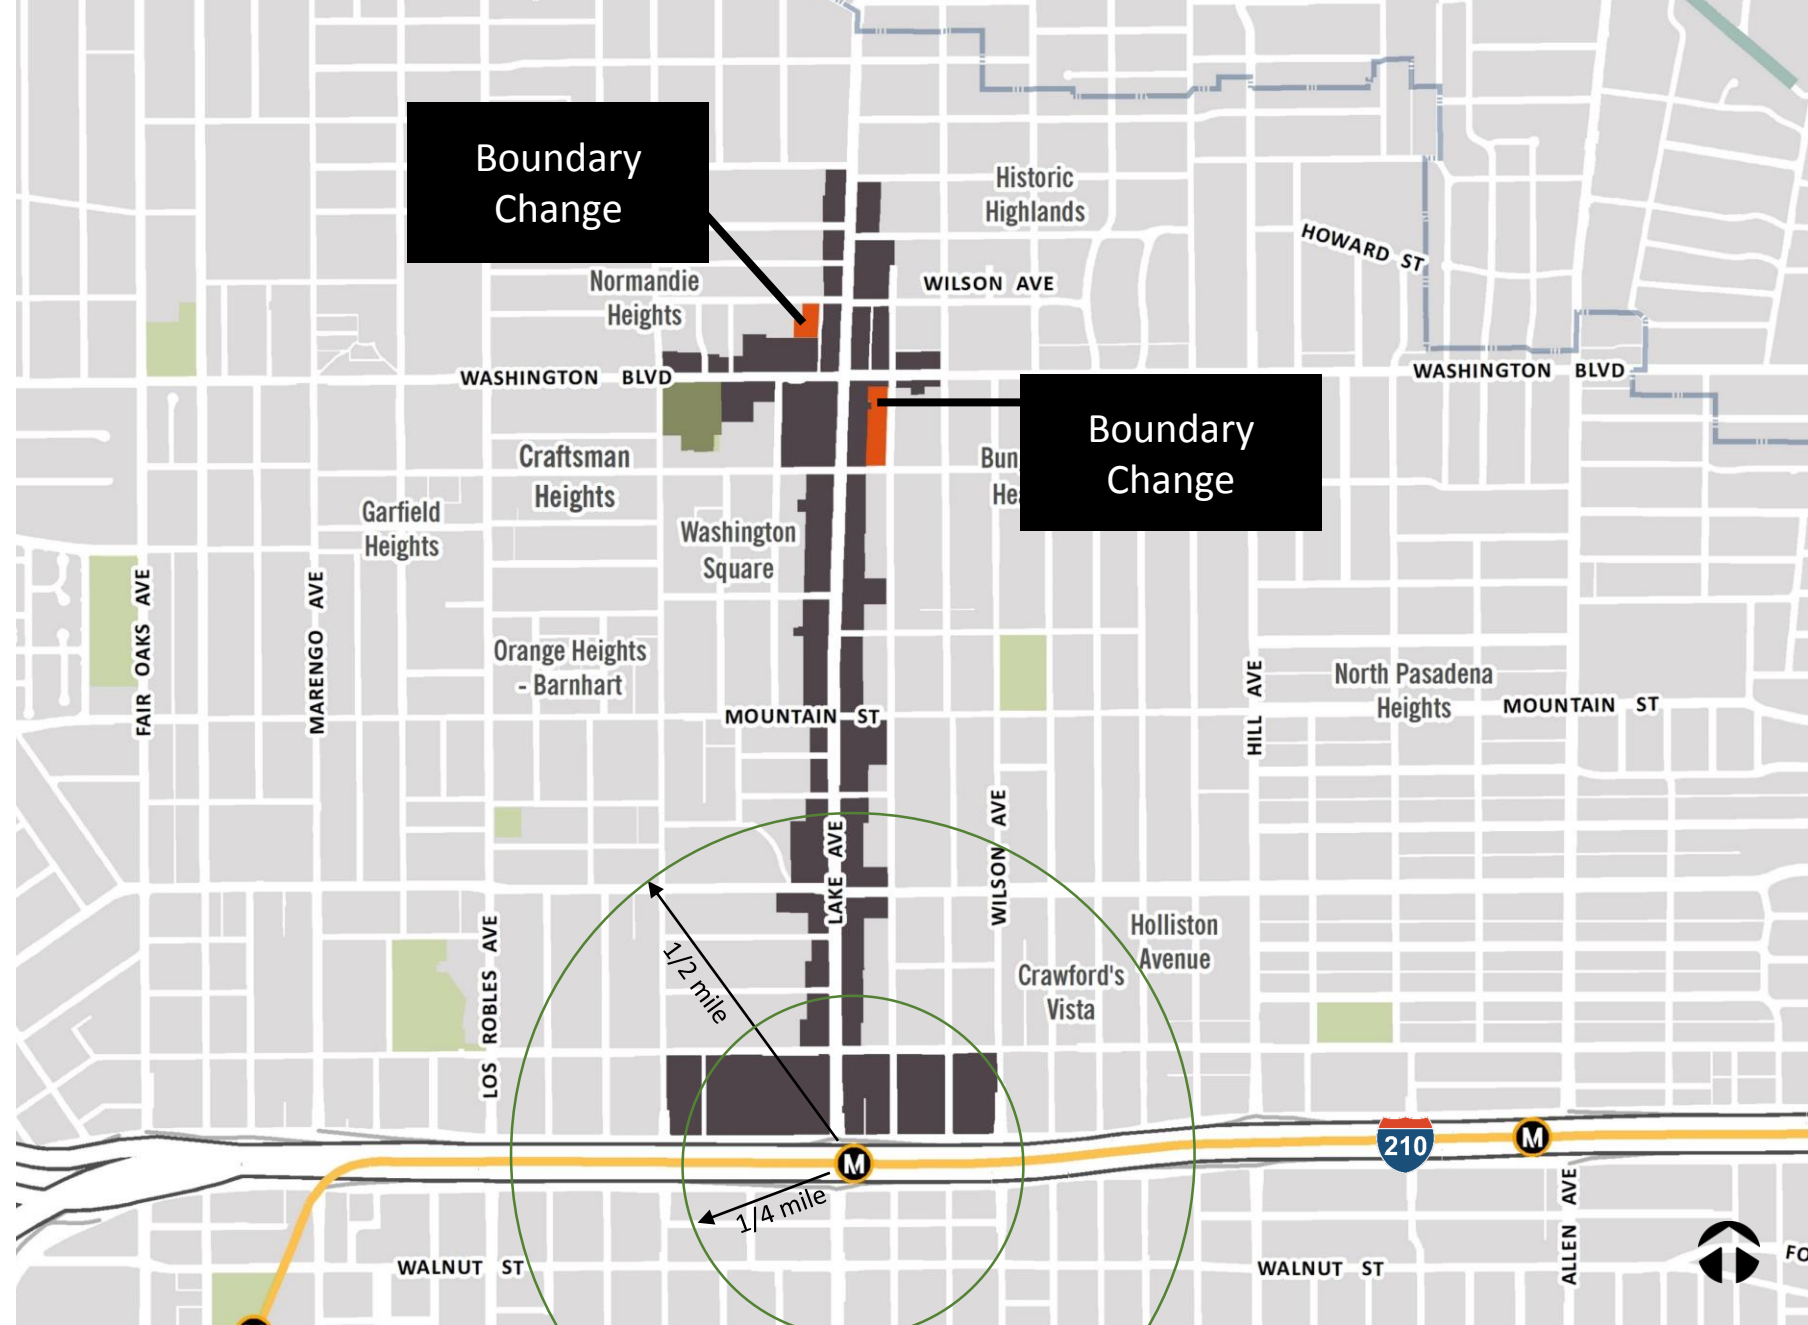 Boundary
Change
Historic
Highlands
HOWARD ST
Normandie
Heights
WILSON AVE
WASHINGTON BLVD
WASHINGTON BLVD
Boundary
Change
Craftsman
Heights
Bun
Hea
Garfield
Heights
Washington
Square
FAIR OAKS AVE
MARENGO AVE
Orange Heights
- Barnhart
HILL AVE
North Pasadena
Heights
MOUNTAIN ST
MOUNTAIN ST
LAKE AVE
WILSON AVE
LOS ROBLES AVE
Holliston
Avenue
1/2 mile
Crawford's
Vista
210
M
M
1/4 mile
ALLEN AVE
WALNUT ST
WALNUT ST
FO